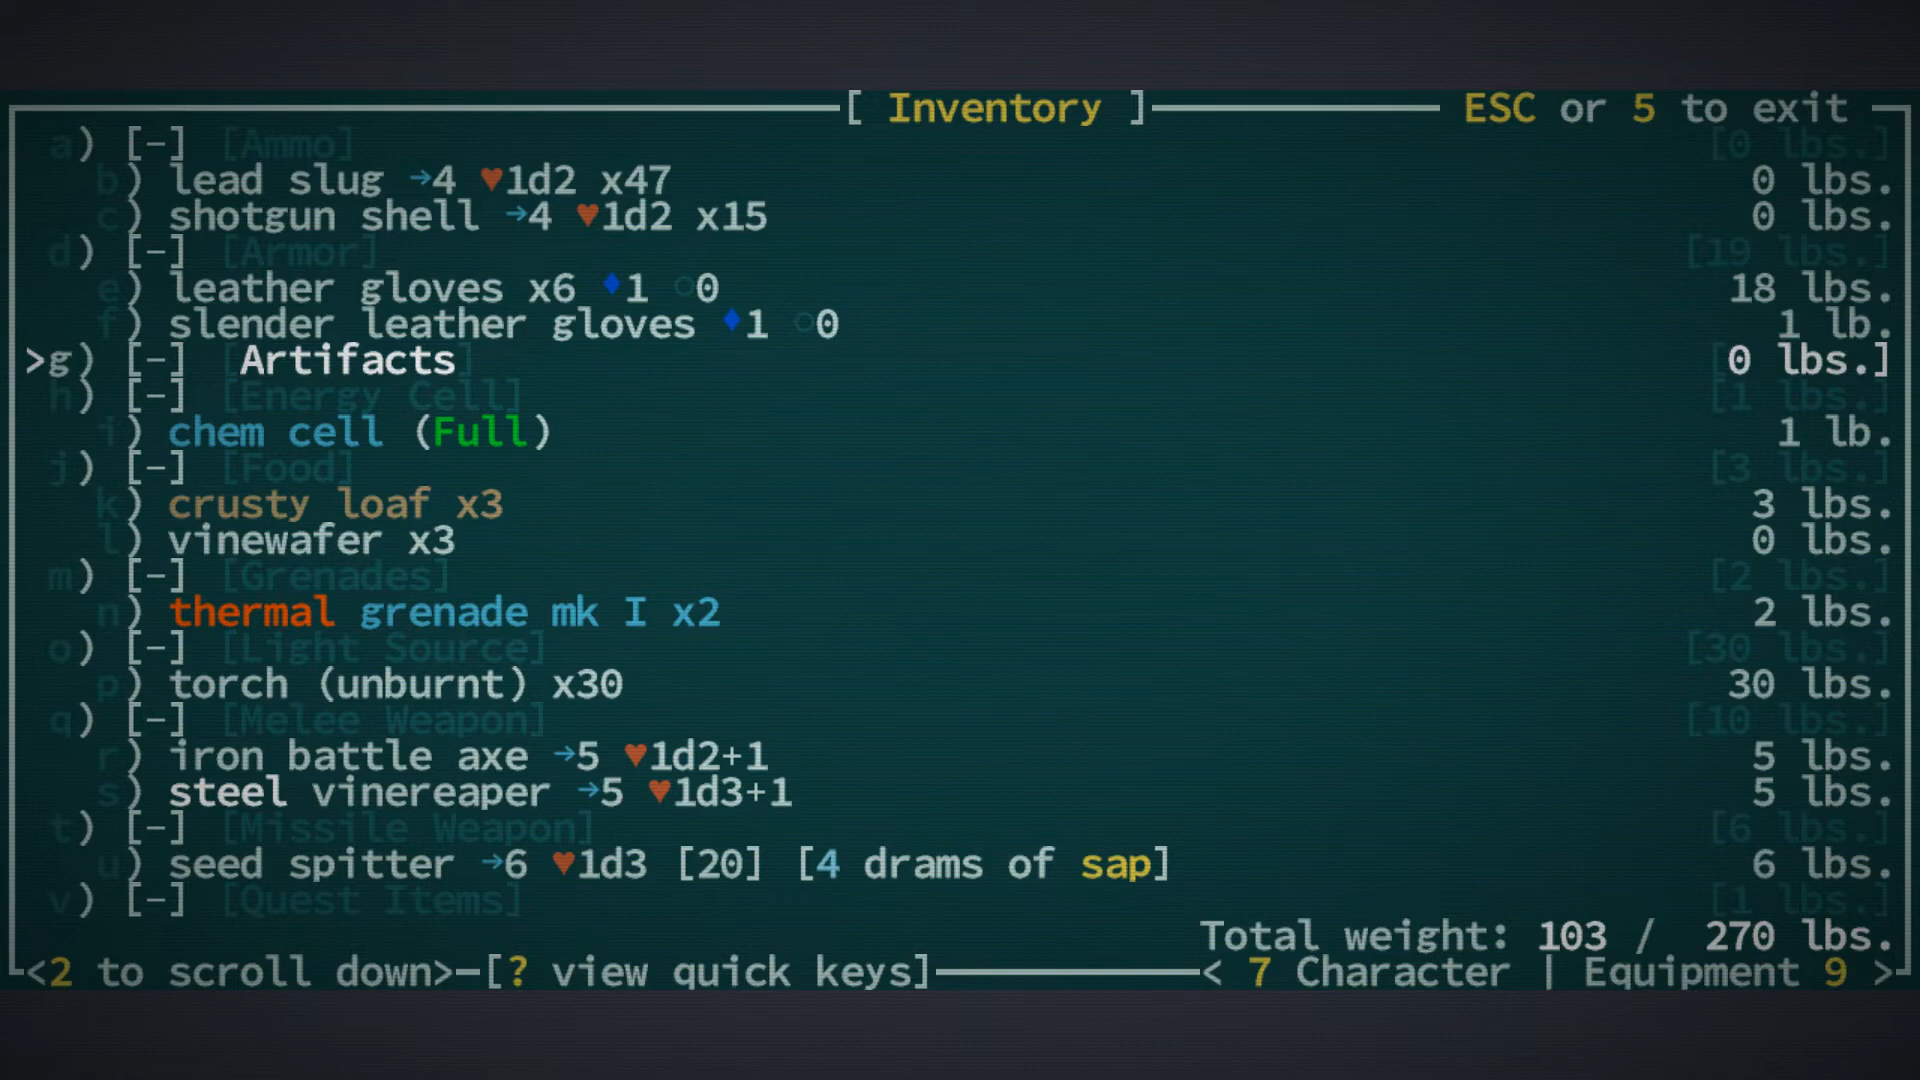 [ Inventory ] ESC or 5 to exit
a) [-] [Ammo] [0 lbs.]
b) lead slug →4 ♥1d2 x47 0 lbs.
c) shotgun shell →4 ♥1d2 x15 0 lbs.
d) [-] [Armor] [19 lbs.]
e) leather gloves x6 ♦1 ○0 18 lbs.
f) slender leather gloves ♦1 ○0 1 lb.
>g) [-] [Artifacts] [0 lbs.]
h) [-] [Energy Cell] [1 lbs.]
i) chem cell (Full) 1 lb.
j) [-] [Food] [3 lbs.]
k) crusty loaf x3 3 lbs.
l) vinewafer x3 0 lbs.
m) [-] [Grenades] [2 lbs.]
n) thermal grenade mk I x2 2 lbs.
o) [-] [Light Source] [30 lbs.]
p) torch (unburnt) x30 30 lbs.
q) [-] [Melee Weapon] [10 lbs.]
r) iron battle axe →5 ♥1d2+1 5 lbs.
s) steel vinereaper →5 ♥1d3+1 5 lbs.
t) [-] [Missile Weapon] [6 lbs.]
u) seed spitter →6 ♥1d3 [20] [4 drams of sap] 6 lbs.
v) [-] [Quest Items] [1 lbs.]
Total weight: 103 / 270 lbs.
<2 to scroll down> [? view quick keys] < 7 Character | Equipment 9 >